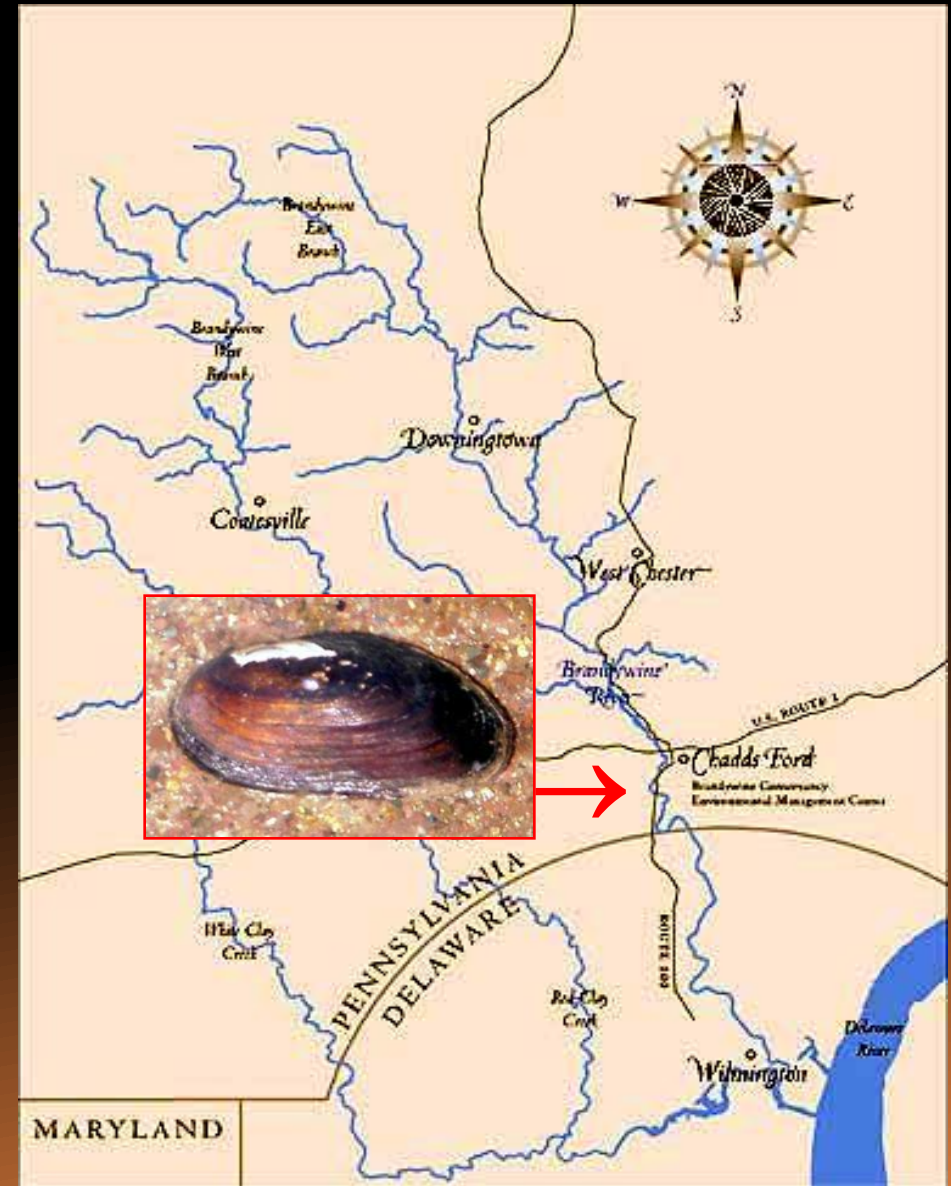 N
W
E
S
Brandywine
East
Branch
Brandywine
West
Branch
Downingtown
Coatesville
West Chester
Brandywine
River
U.S. ROUTE 1
Chadds Ford
Brandywine Conservancy
Environmental Management Center
PENNSYLVANIA
DELAWARE
White Clay
Creek
Red Clay
Creek
ROUTE
Delaware
River
Wilmington
MARYLAND